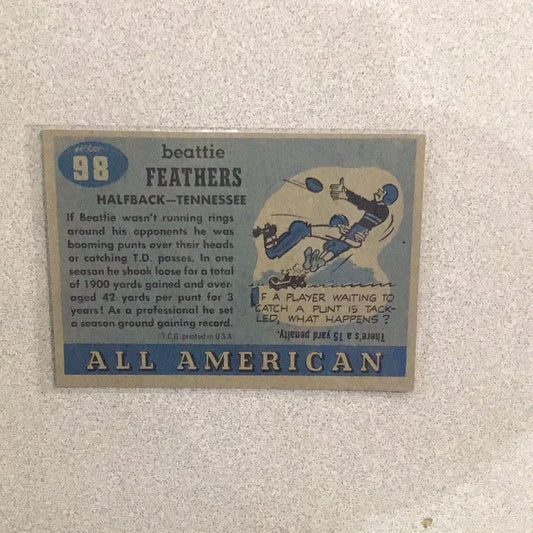 98
beattie
FEATHERS
HALFBACK—TENNESSEE
If Beattie wasn't running rings
around his opponents he was
booming punts over their heads
or catching T.D. passes. In one
season he shook loose for a total
of 1900 yards gained and aver-
aged 42 yards per punt for 3
years! As a professional he set
a season ground gaining record.
T.C.G. printed in U.S.A.
IF A PLAYER WAITING TO
CATCH A PUNT IS TACK-
LED, WHAT HAPPENS?
There's a 15 yard penalty.
ALL AMERICAN